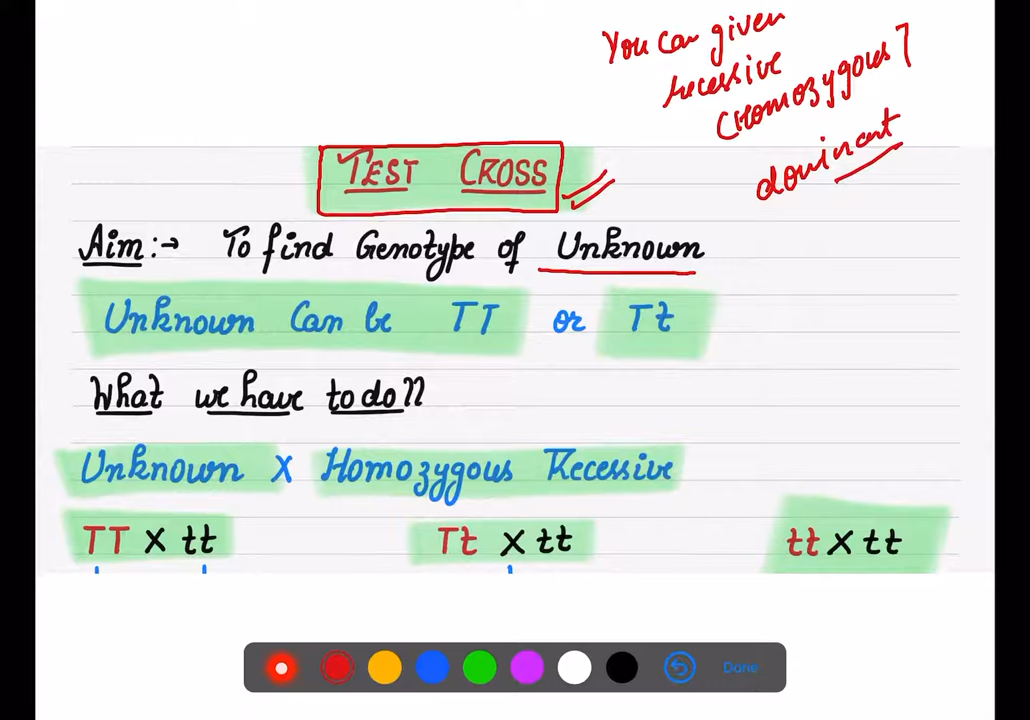 You can given
recessive
(Homozygous)
dominant
TEST CROSS
Aim:→ To find Genotype of Unknown
Unknown Can be TT or Tt
What we have to do??
Unknown X Homozygous Recessive
TT X tt Tt X tt tt X tt
Done